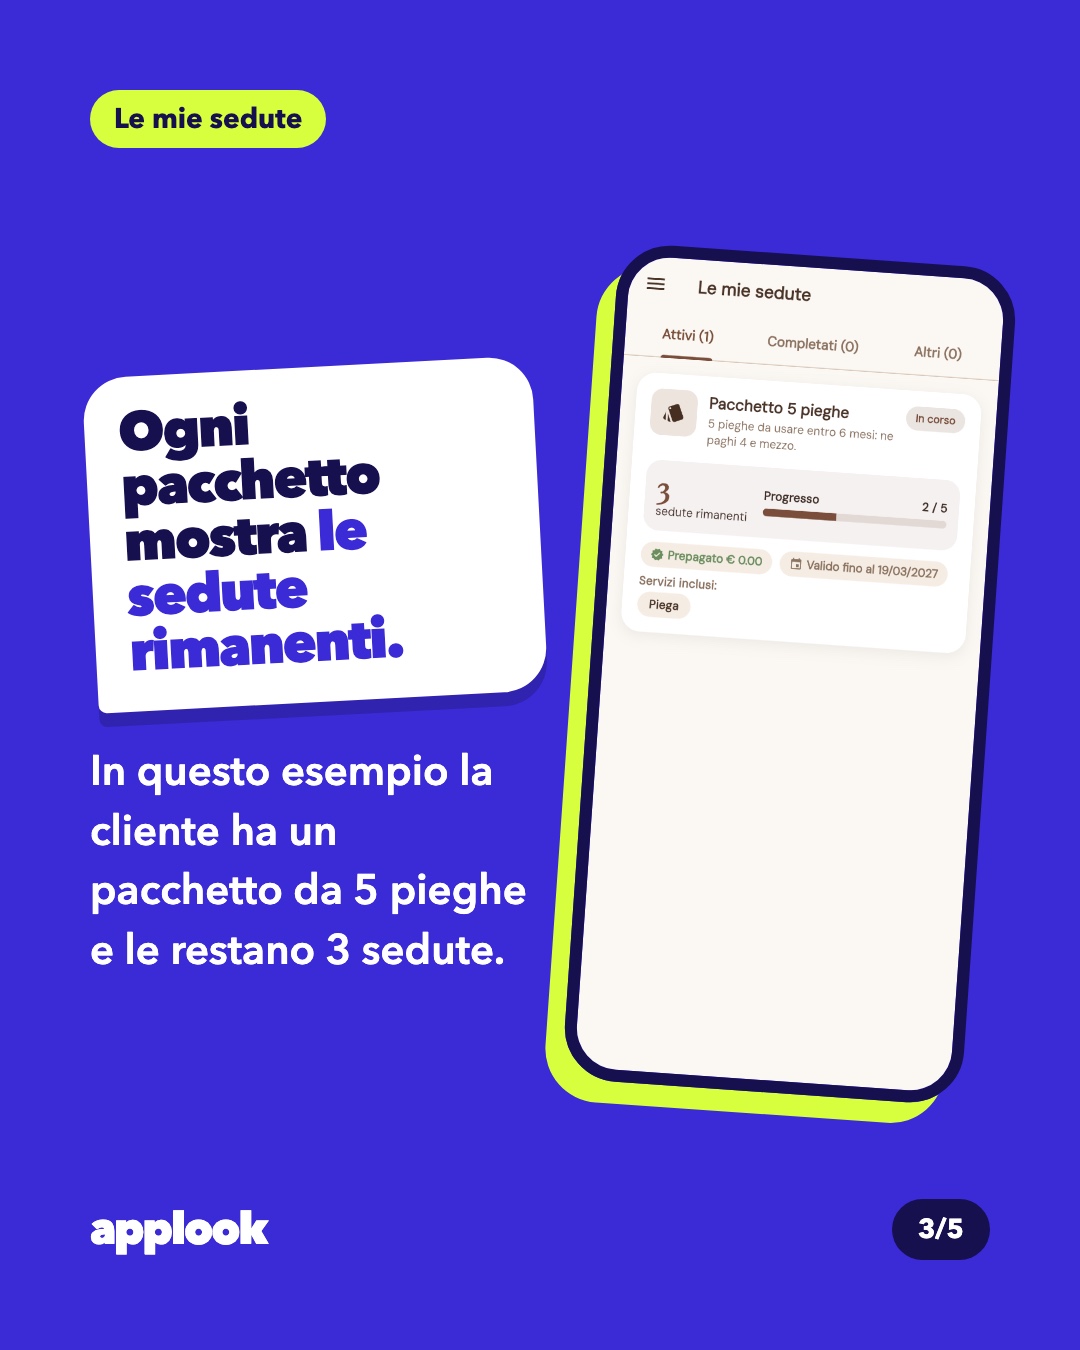 Le mie sedute
Ogni
pacchetto
mostra le
sedute
rimanenti.
In questo esempio la
cliente ha un
pacchetto da 5 pieghe
e le restano 3 sedute.
Le mie sedute
Attivi (1)
Completati (0)
Altri (0)
Pacchetto 5 pieghe
In corso
5 pieghe da usare entro 6 mesi: ne
paghi 4 e mezzo.
3
sedute rimanenti
Progresso
2 / 5
Prepagato € 0.00
Valido fino al 19/03/2027
Servizi inclusi:
Piega
applook
3/5